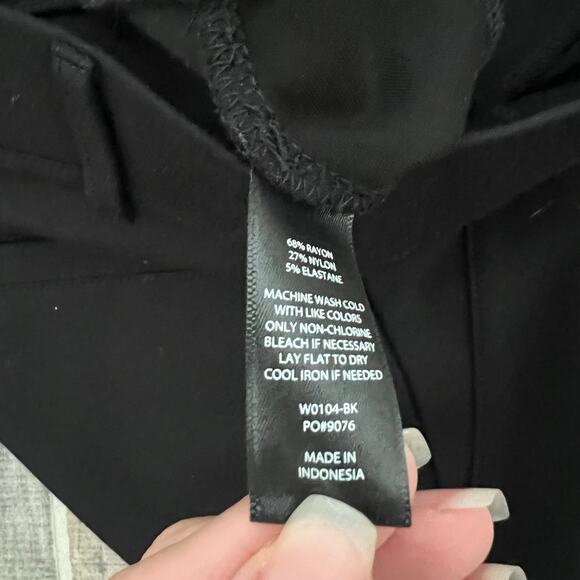 68% RAYON
27% NYLON
5% ELASTANE
MACHINE WASH COLD
WITH LIKE COLORS
ONLY NON-CHLORINE
BLEACH IF NECESSARY
LAY FLAT TO DRY
COOL IRON IF NEEDED
W0104-BK
PO#9076
MADE IN
INDONESIA